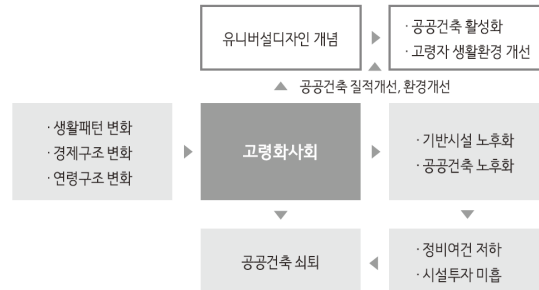 유니버설디자인 개념
· 공공건축 활성화
· 고령자 생활환경 개선
공공건축 질적개선, 환경개선
· 생활패턴 변화
· 경제구조 변화
· 연령구조 변화
고령화사회
· 기반시설 노후화
· 공공건축 노후화
공공건축 쇠퇴
· 정비여건 저하
· 시설투자 미흡